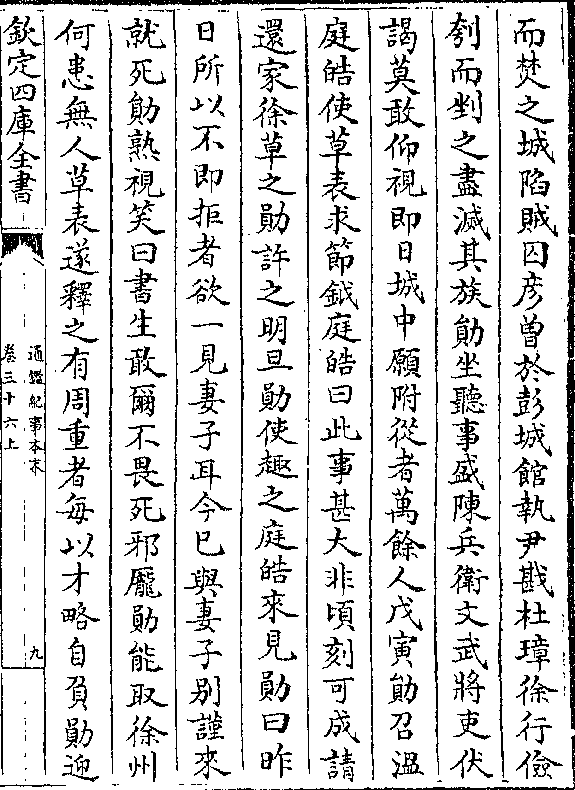 而焚之城陷賊囚彦曾於彭城館執尹戡杜璋徐行儉
刳而剉之盡滅其族勛坐聽事盛陳兵衛文武將吏伏
謁莫敢仰視即日城中願附從者萬餘人戊寅勛召溫
庭皓使草表求節鉞庭皓曰此事甚大非頃刻可成請
還家徐草之勛許之明旦勛使趣之庭皓來見勛曰昨
日所以不即拒者欲一見妻子耳今已與妻子别謹來
就死勛熟視笑曰書生敢爾不畏死邪龎勛能取徐州
何患無人草表遂釋之有周重者每以才略自負勛迎
欽定四庫全書
通鑑紀事本末
卷三十六上
九